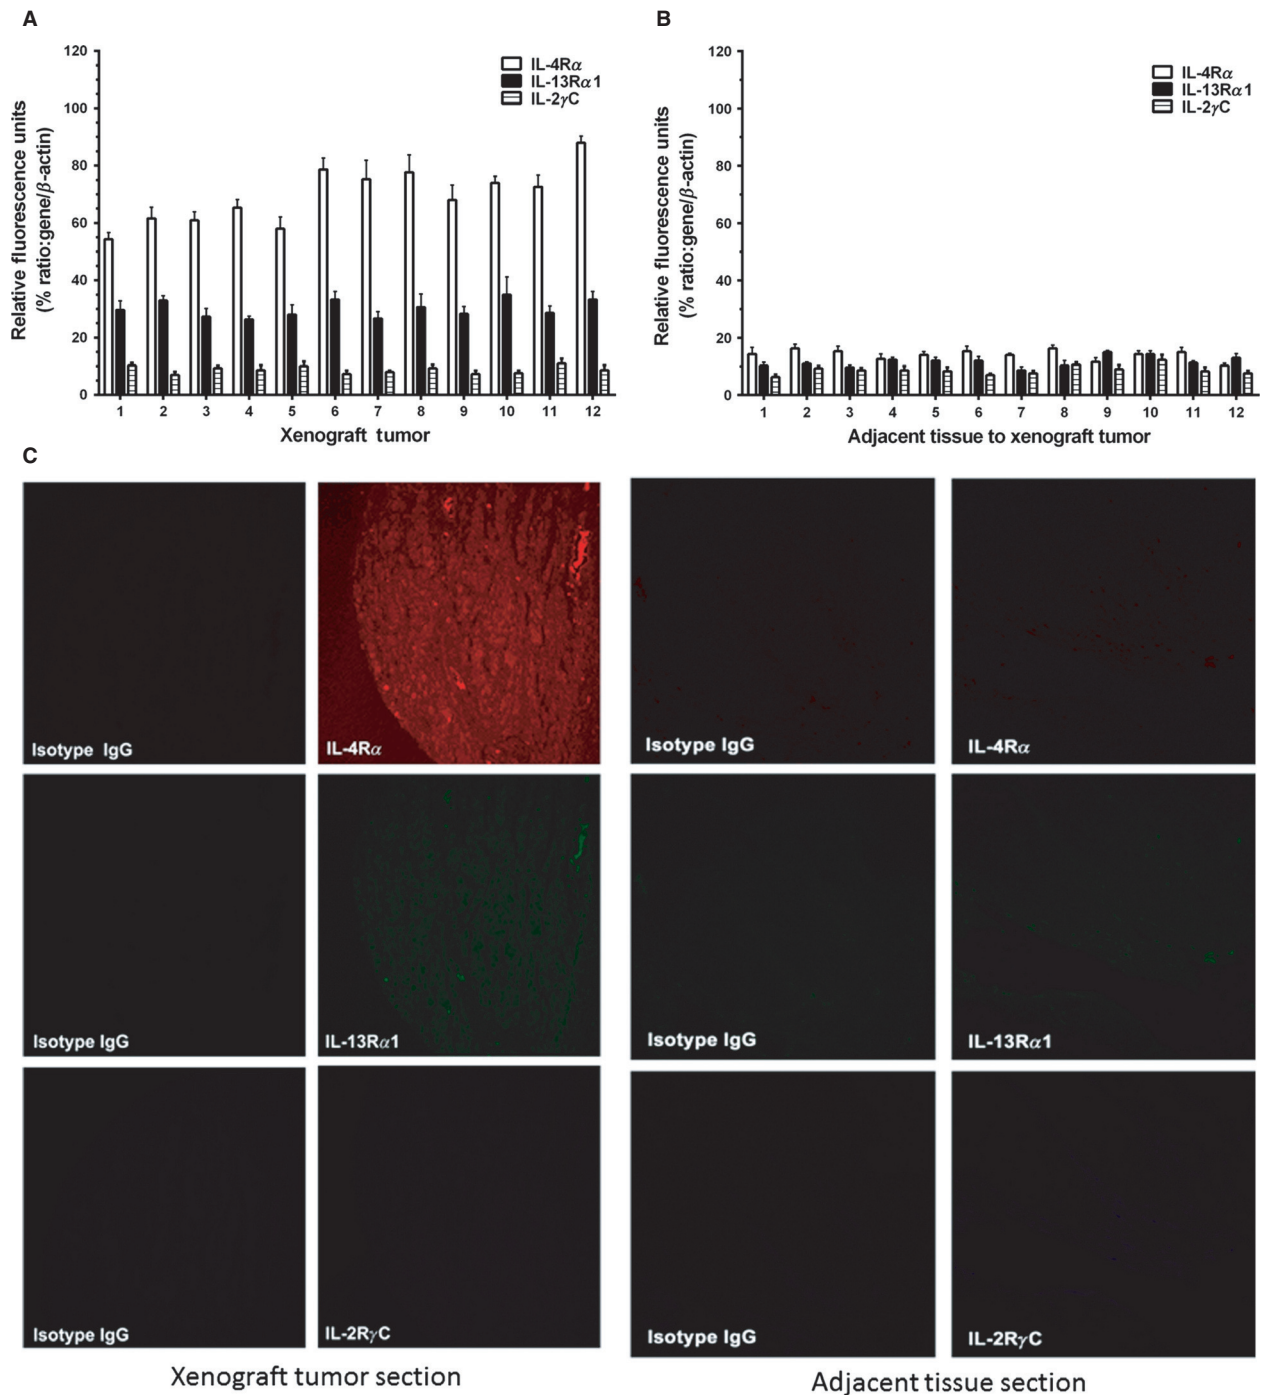 A
120
100
80
60
40
20
0
Relative fluorescence units
(% ratio:gene/β-actin)
IL-4Rα
IL-13Rα1
IL-2γC
1 2 3 4 5 6 7 8 9 10 11 12
Xenograft tumor
B
120
100
80
60
40
20
0
Relative fluorescence units
(% ratio:gene/β-actin)
IL-4Rα
IL-13Rα1
IL-2γC
1 2 3 4 5 6 7 8 9 10 11 12
Adjacent tissue to xenograft tumor
C
Isotype IgG
IL-4Rα
Isotype IgG
IL-4Rα
Isotype IgG
IL-13Rα1
Isotype IgG
IL-13Rα1
Isotype IgG
IL-2RγC
Isotype IgG
IL-2RγC
Xenograft tumor section
Adjacent tissue section